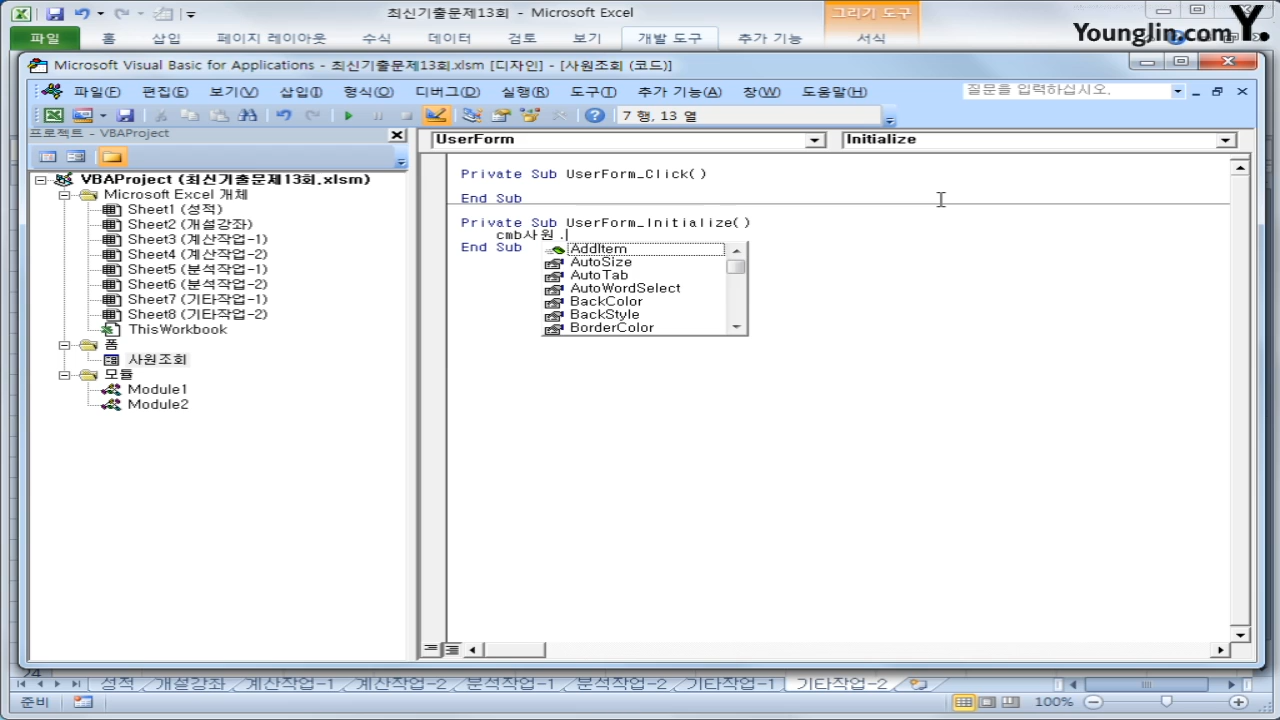 최신기출문제13회 - Microsoft Excel
그리기 도구
파일 홈 삽입 페이지 레이아웃 수식 데이터 검토 보기 개발 도구 추가 기능 서식
Younglin.com Y.
Microsoft Visual Basic for Applications - 최신기출문제13회.xlsm [디자인] - [사원조회 (코드)]
파일(F) 편집(E) 보기(V) 삽입(I) 형식(O) 디버그(D) 실행(R) 도구(T) 추가 기능(A) 창(W) 도움말(H)
질문을 입력하십시오.
7 행, 13 열
프로젝트 - VBAProject
VBAProject (최신기출문제13회.xlsm)
Microsoft Excel 개체
Sheet1 (성적)
Sheet2 (개설강좌)
Sheet3 (계산작업-1)
Sheet4 (계산작업-2)
Sheet5 (분석작업-1)
Sheet6 (분석작업-2)
Sheet7 (기타작업-1)
Sheet8 (기타작업-2)
ThisWorkbook
폼
사원조회
모듈
Module1
Module2
UserForm
Initialize
Private Sub UserForm_Click()
End Sub
Private Sub UserForm_Initialize()
cmb사원.
End Sub
AddItem
AutoSize
AutoTab
AutoWordSelect
BackColor
BackStyle
BorderColor
24
성적 개설강좌 계산작업-1 계산작업-2 분석작업-1 분석작업-2 기타작업-1 기타작업-2
준비
100%